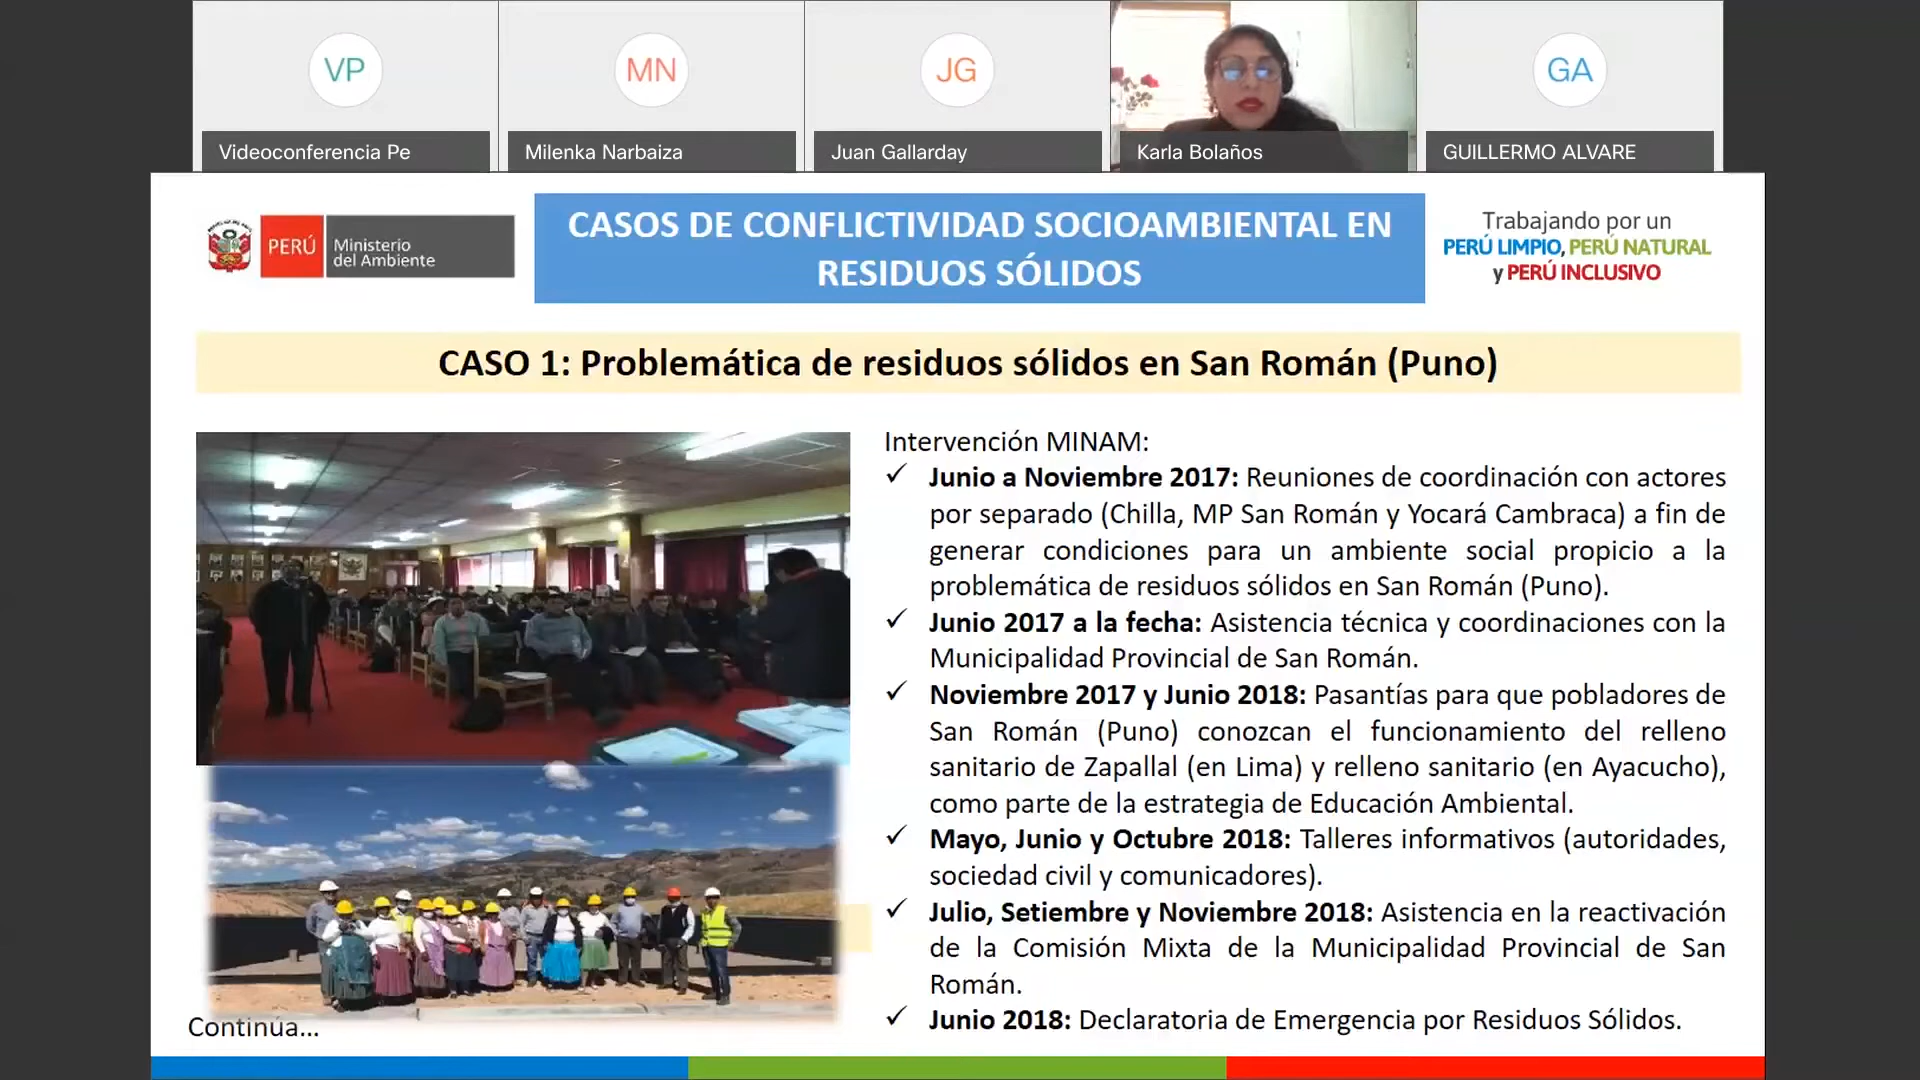 VP
MN
JG
GA
Videoconferencia Pe
Milenka Narbaiza
Juan Gallarday
Karla Bolaños
GUILLERMO ALVARE
PERÚ
Ministerio
del Ambiente
CASOS DE CONFLICTIVIDAD SOCIOAMBIENTAL EN
RESIDUOS SÓLIDOS
Trabajando por un
PERÚ LIMPIO, PERÚ NATURAL
y PERÚ INCLUSIVO
CASO 1: Problemática de residuos sólidos en San Román (Puno)
Intervención MINAM:
✓ Junio a Noviembre 2017: Reuniones de coordinación con actores
por separado (Chilla, MP San Román y Yocará Cambraca) a fin de
generar condiciones para un ambiente social propicio a la
problemática de residuos sólidos en San Román (Puno).
✓ Junio 2017 a la fecha: Asistencia técnica y coordinaciones con la
Municipalidad Provincial de San Román.
✓ Noviembre 2017 y Junio 2018: Pasantías para que pobladores de
San Román (Puno) conozcan el funcionamiento del relleno
sanitario de Zapallal (en Lima) y relleno sanitario (en Ayacucho),
como parte de la estrategia de Educación Ambiental.
✓ Mayo, Junio y Octubre 2018: Talleres informativos (autoridades,
sociedad civil y comunicadores).
✓ Julio, Setiembre y Noviembre 2018: Asistencia en la reactivación
de la Comisión Mixta de la Municipalidad Provincial de San
Román.
✓ Junio 2018: Declaratoria de Emergencia por Residuos Sólidos.
Continúa...